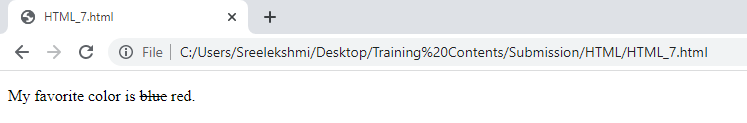 HTML_7.html
File C:/Users/Sreelekshmi/Desktop/Training%20Contents/Submission/HTML/HTML_7.html
My favorite color is blue red.